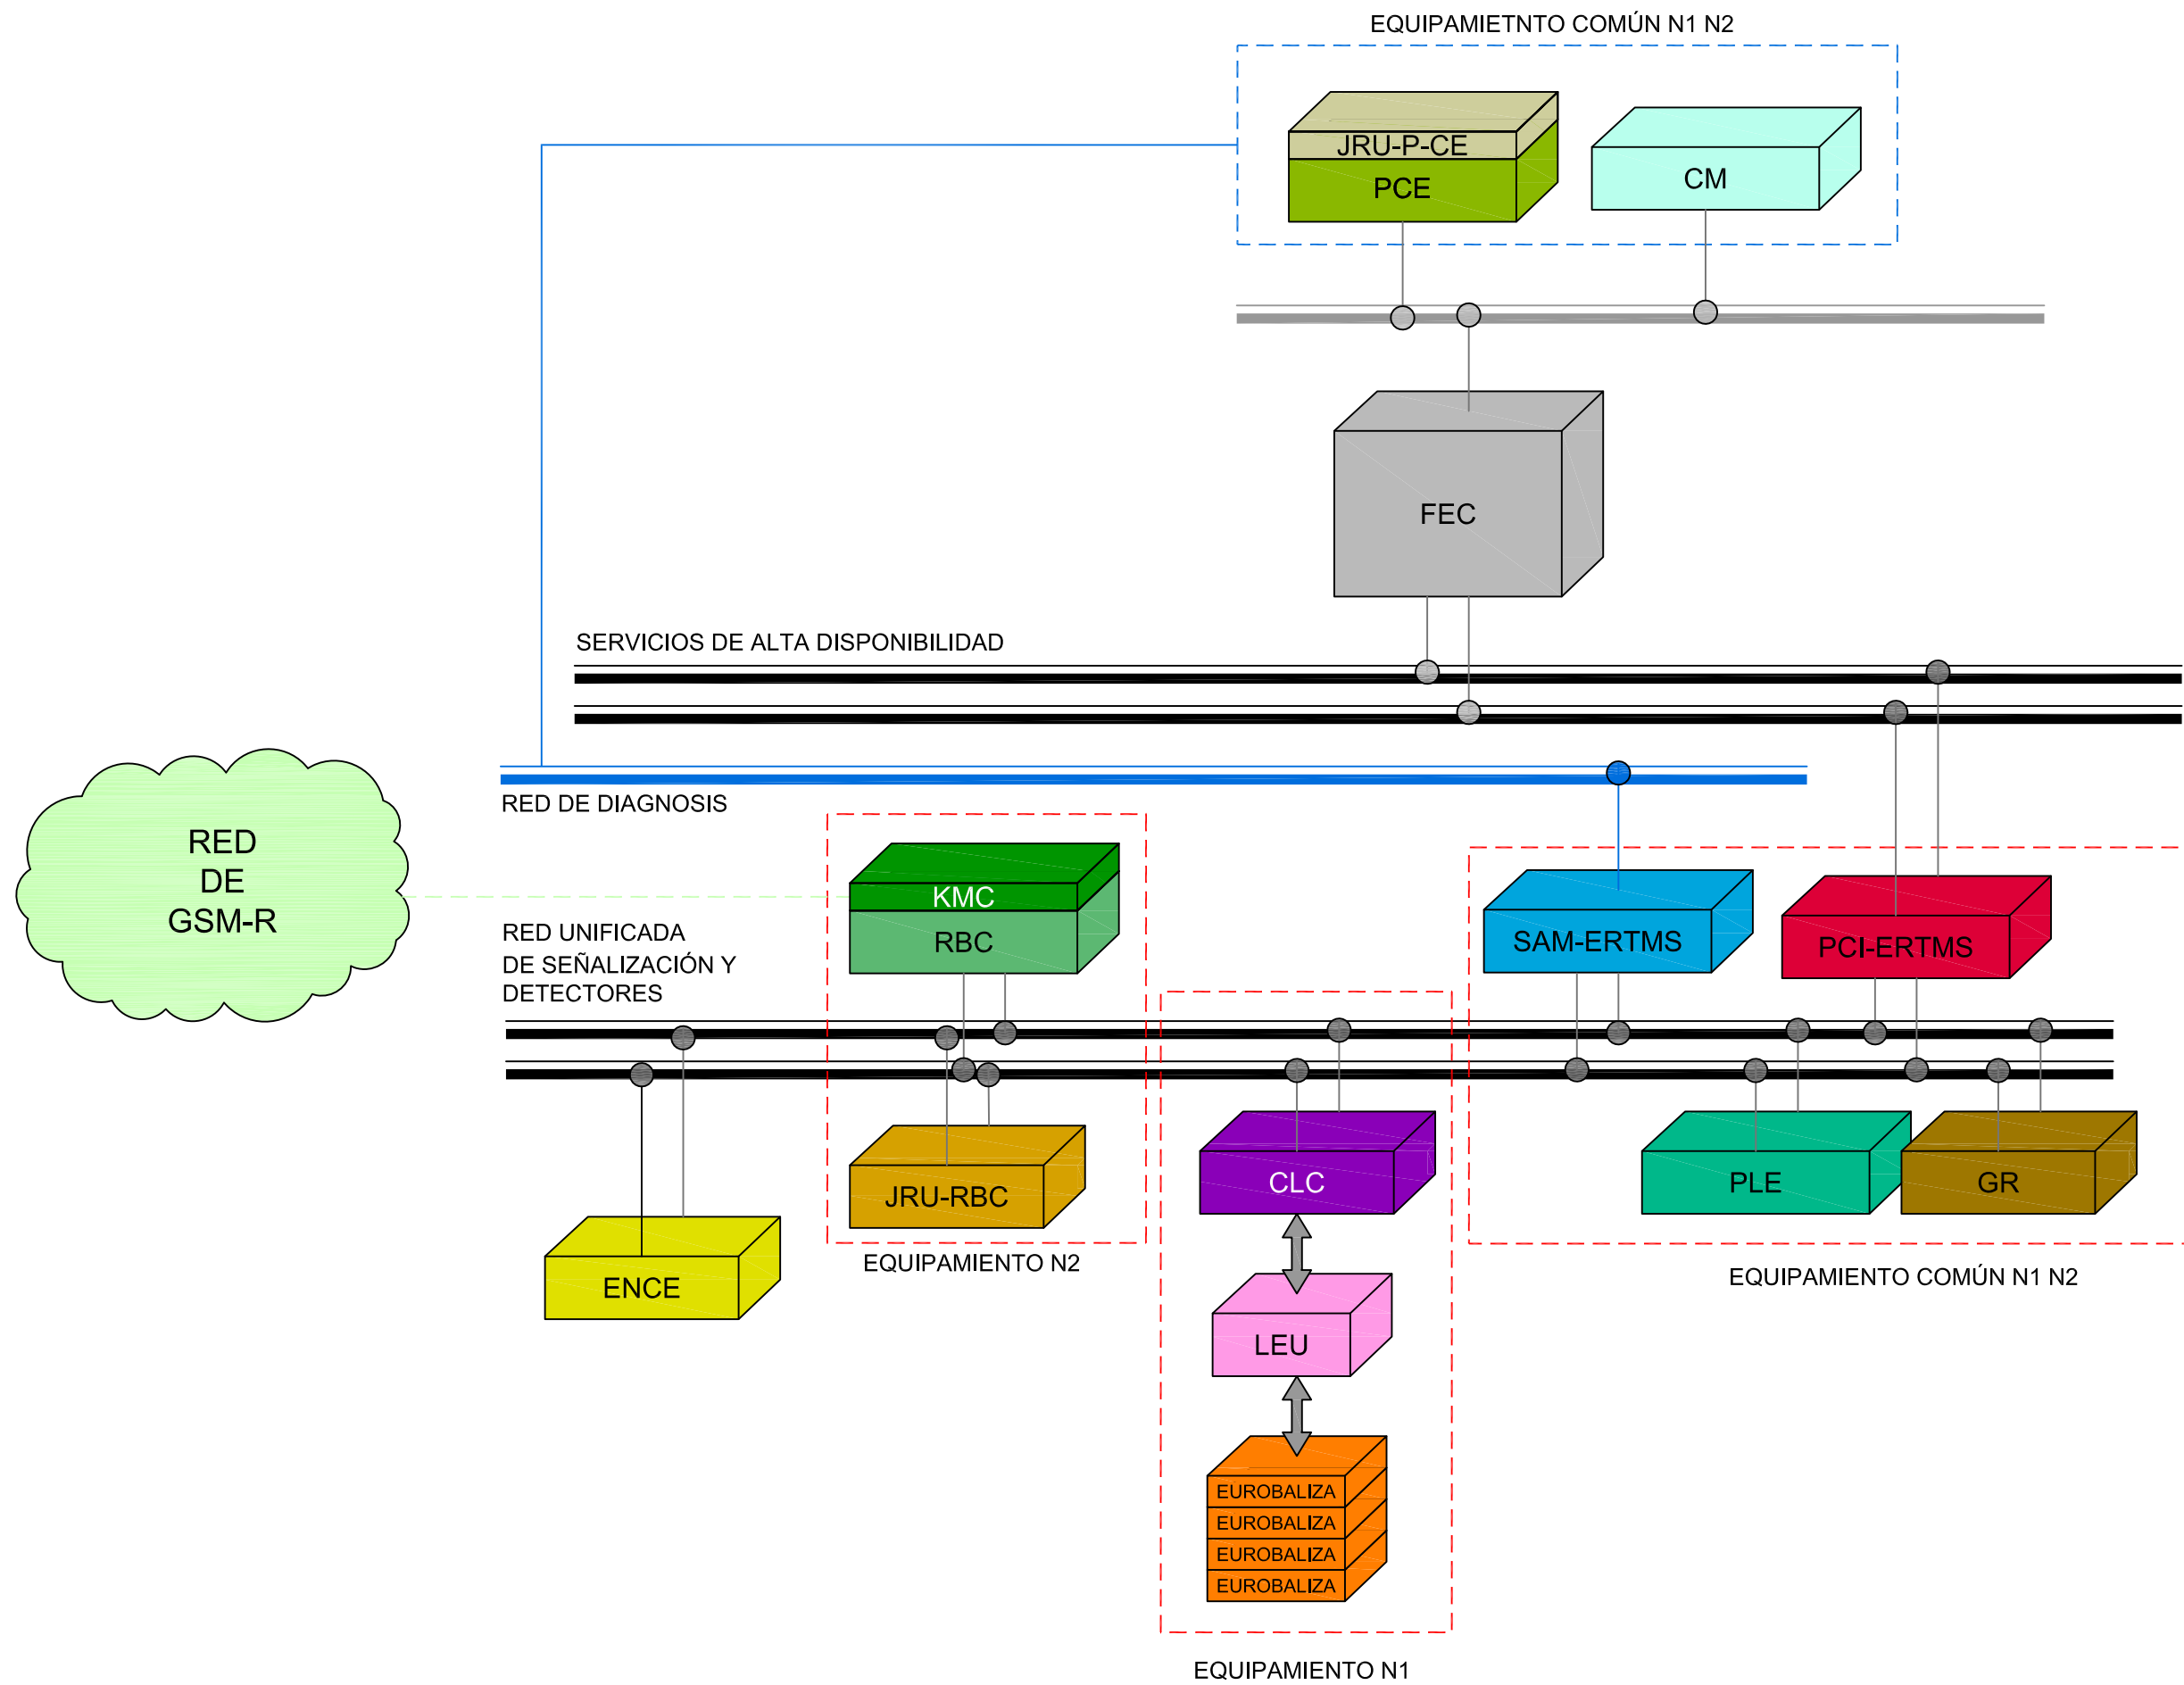 EQUIPAMIETNTO COMÚN N1 N2
JRU-P-CE
PCE
CM
FEC
SERVICIOS DE ALTA DISPONIBILIDAD
RED DE DIAGNOSIS
RED
DE
GSM-R
KMC
RBC
RED UNIFICADA
DE SEÑALIZACIÓN Y
DETECTORES
SAM-ERTMS
PCI-ERTMS
JRU-RBC
CLC
PLE
GR
ENCE
EQUIPAMIENTO N2
EQUIPAMIENTO COMÚN N1 N2
LEU
EUROBALIZA
EUROBALIZA
EUROBALIZA
EUROBALIZA
EQUIPAMIENTO N1